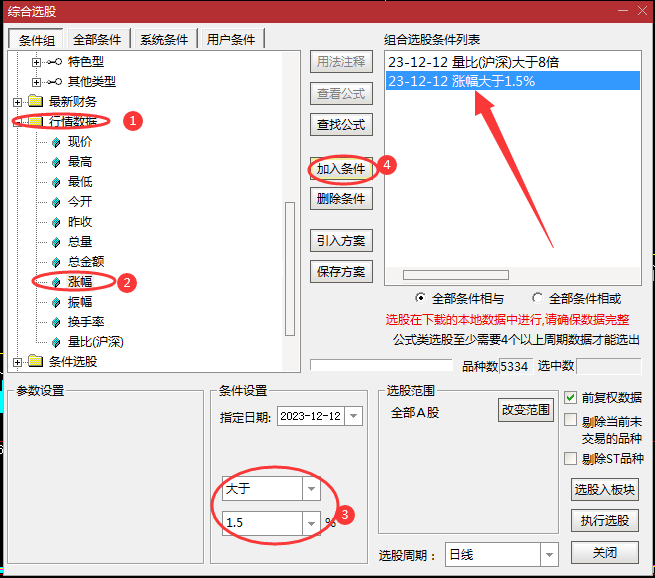 综合选股
条件组 全部条件 系统条件 用户条件
特色型
其他类型
最新财务
行情数据 1
现价
最高
最低
今开
昨收
总量
总金额
涨幅 2
振幅
换手率
量比(沪深)
条件选股
用法注释
查看公式
查找公式
加入条件 4
删除条件
引入方案
保存方案
组合选股条件列表
23-12-12 量比(沪深)大于8倍
23-12-12 涨幅大于1.5%
全部条件相与 全部条件相或
选股在下载的本地数据中进行,请确保数据完整
公式类选股至少需要4个以上周期数据才能选出
品种数 5334 选中数
参数设置
条件设置
指定日期: 2023-12-12
大于
1.5 % 3
选股范围
全部A股 改变范围
选股周期: 日线
前复权数据
剔除当前未
交易的品种
剔除ST品种
选股入板块
执行选股
关闭